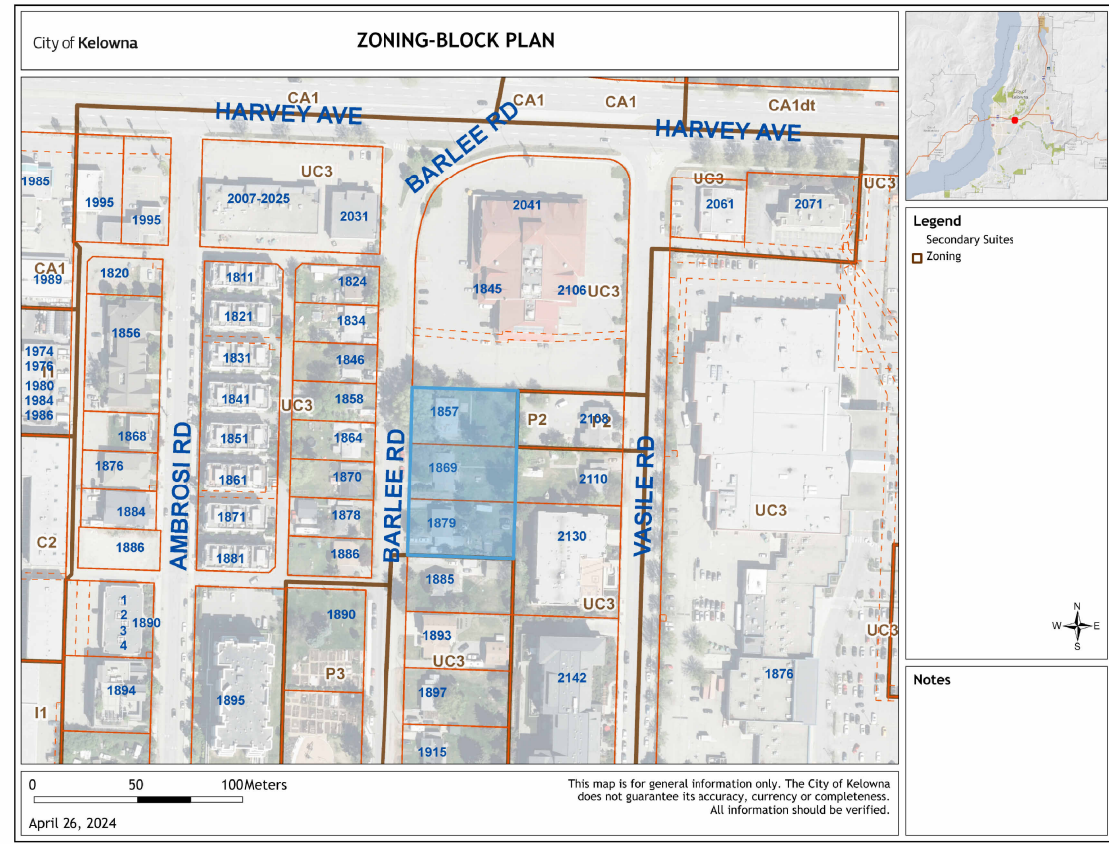 City of Kelowna
ZONING-BLOCK PLAN
CA1
CA1
CA1
CA1dt
HARVEY AVE
BARLEE RD
HARVEY AVE
1985
1995
1995
UC3
2007-2025
2031
2041
UC3
2061
2071
UC3
CA1
1989
1820
1811
1824
1845
2106
UC3
1856
1821
1834
1974
1976
I1
1980
1984
1986
1831
1846
1841
UC3
1858
1868
1851
1864
1876
1861
1870
1884
1871
1878
1886
1881
1886
AMBROSI RD
BARLEE RD
VASILE RD
1857
P2
2108
P2
1869
2110
1879
2130
UC3
C2
1885
UC3
1
2
3
4
1890
1890
1893
UC3
P3
UC3
1894
1895
1897
2142
1876
I1
1915
Legend
Secondary Suites
Zoning
N
W
E
S
Notes
0
50
100Meters
April 26, 2024
This map is for general information only. The City of Kelowna
does not guarantee its accuracy, currency or completeness.
All information should be verified.